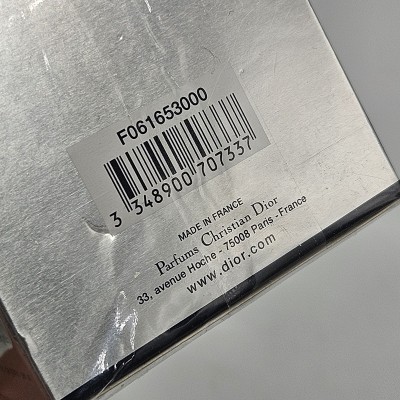 F061653000
3 348900 707337
MADE IN FRANCE
Parfums Christian Dior
33, avenue Hoche - 75008 Paris - France
www.dior.com